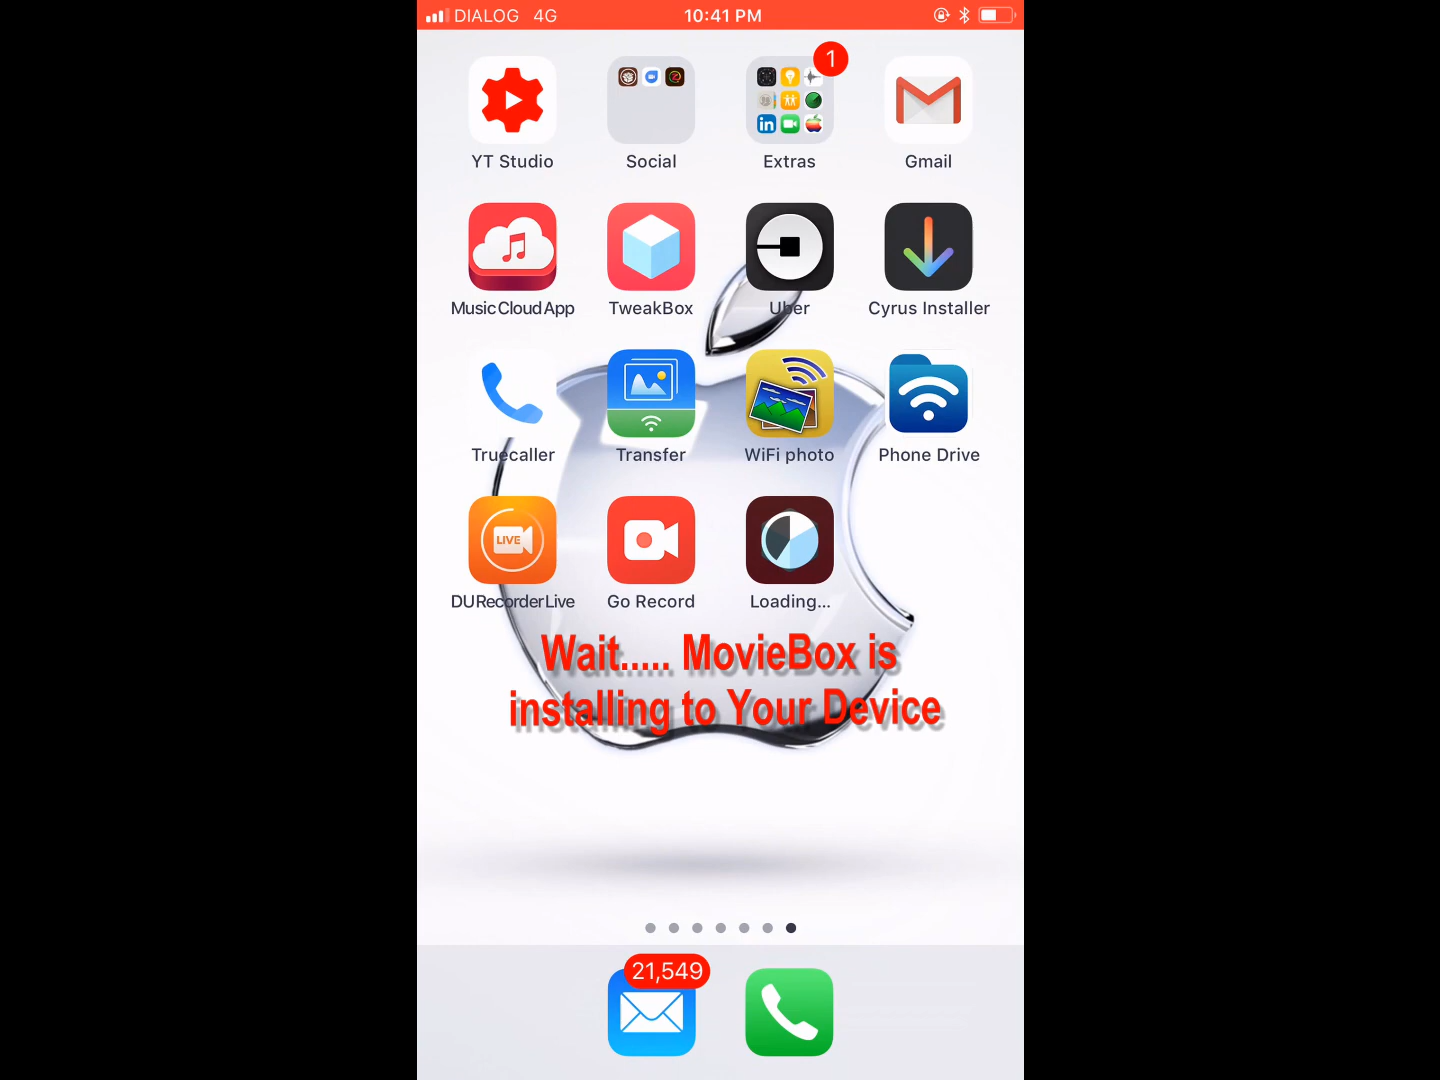 DIALOG 4G 10:41 PM
1
YT Studio Social Extras Gmail
MusicCloudApp TweakBox Uber Cyrus Installer
Truecaller Transfer WiFi photo Phone Drive
LIVE
DURecorderLive Go Record Loading...
Wait..... MovieBox is
installing to Your Device
21,549